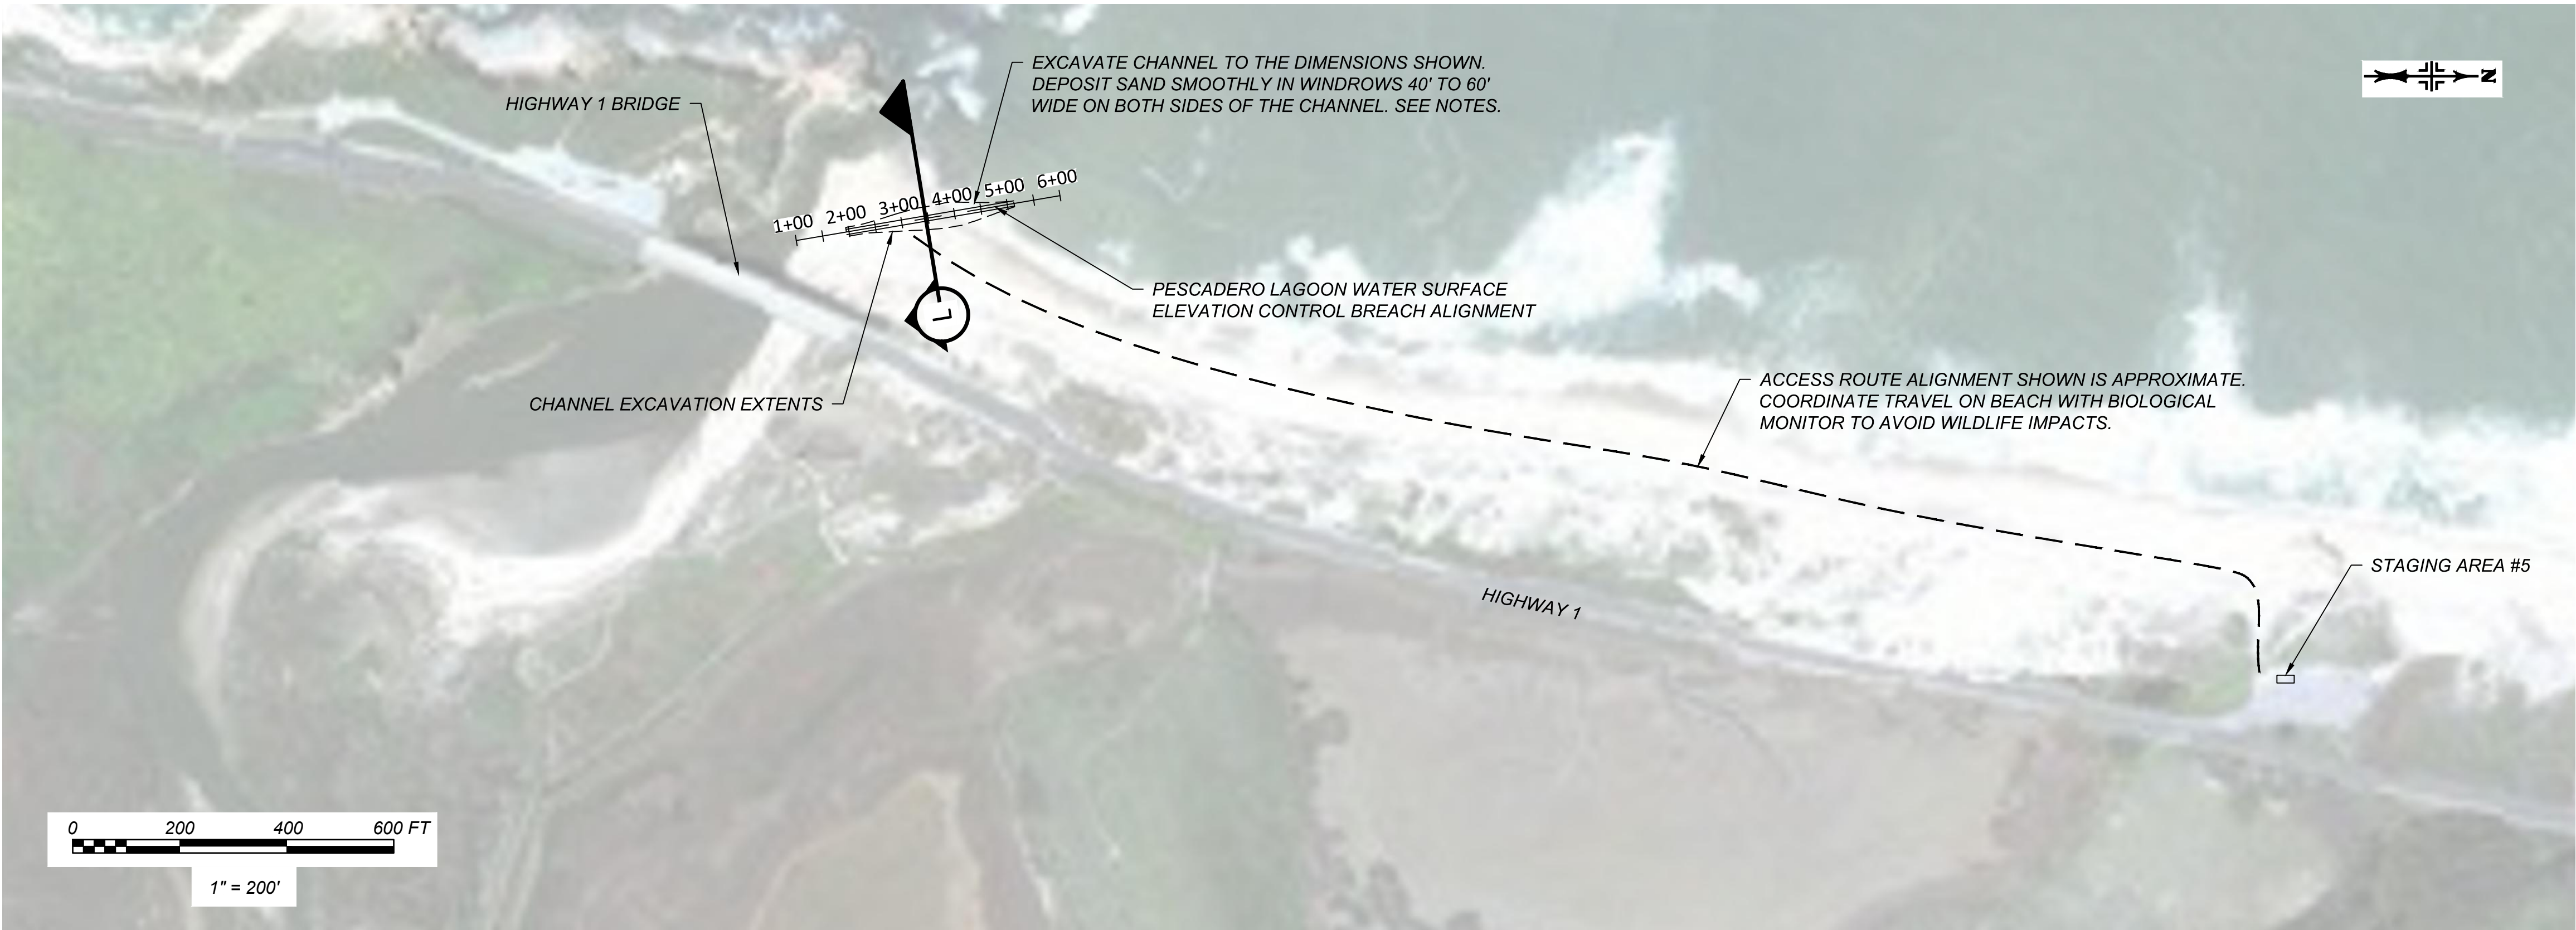 EXCAVATE CHANNEL TO THE DIMENSIONS SHOWN.
DEPOSIT SAND SMOOTHLY IN WINDROWS 40' TO 60'
WIDE ON BOTH SIDES OF THE CHANNEL. SEE NOTES.
N
HIGHWAY 1 BRIDGE
1+00 2+00 3+00 4+00 5+00 6+00
PESCADERO LAGOON WATER SURFACE
ELEVATION CONTROL BREACH ALIGNMENT
L
CHANNEL EXCAVATION EXTENTS
ACCESS ROUTE ALIGNMENT SHOWN IS APPROXIMATE.
COORDINATE TRAVEL ON BEACH WITH BIOLOGICAL
MONITOR TO AVOID WILDLIFE IMPACTS.
STAGING AREA #5
HIGHWAY 1
0 200 400 600 FT
1" = 200'